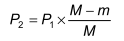 P₂ = P₁ × (M − m) / M